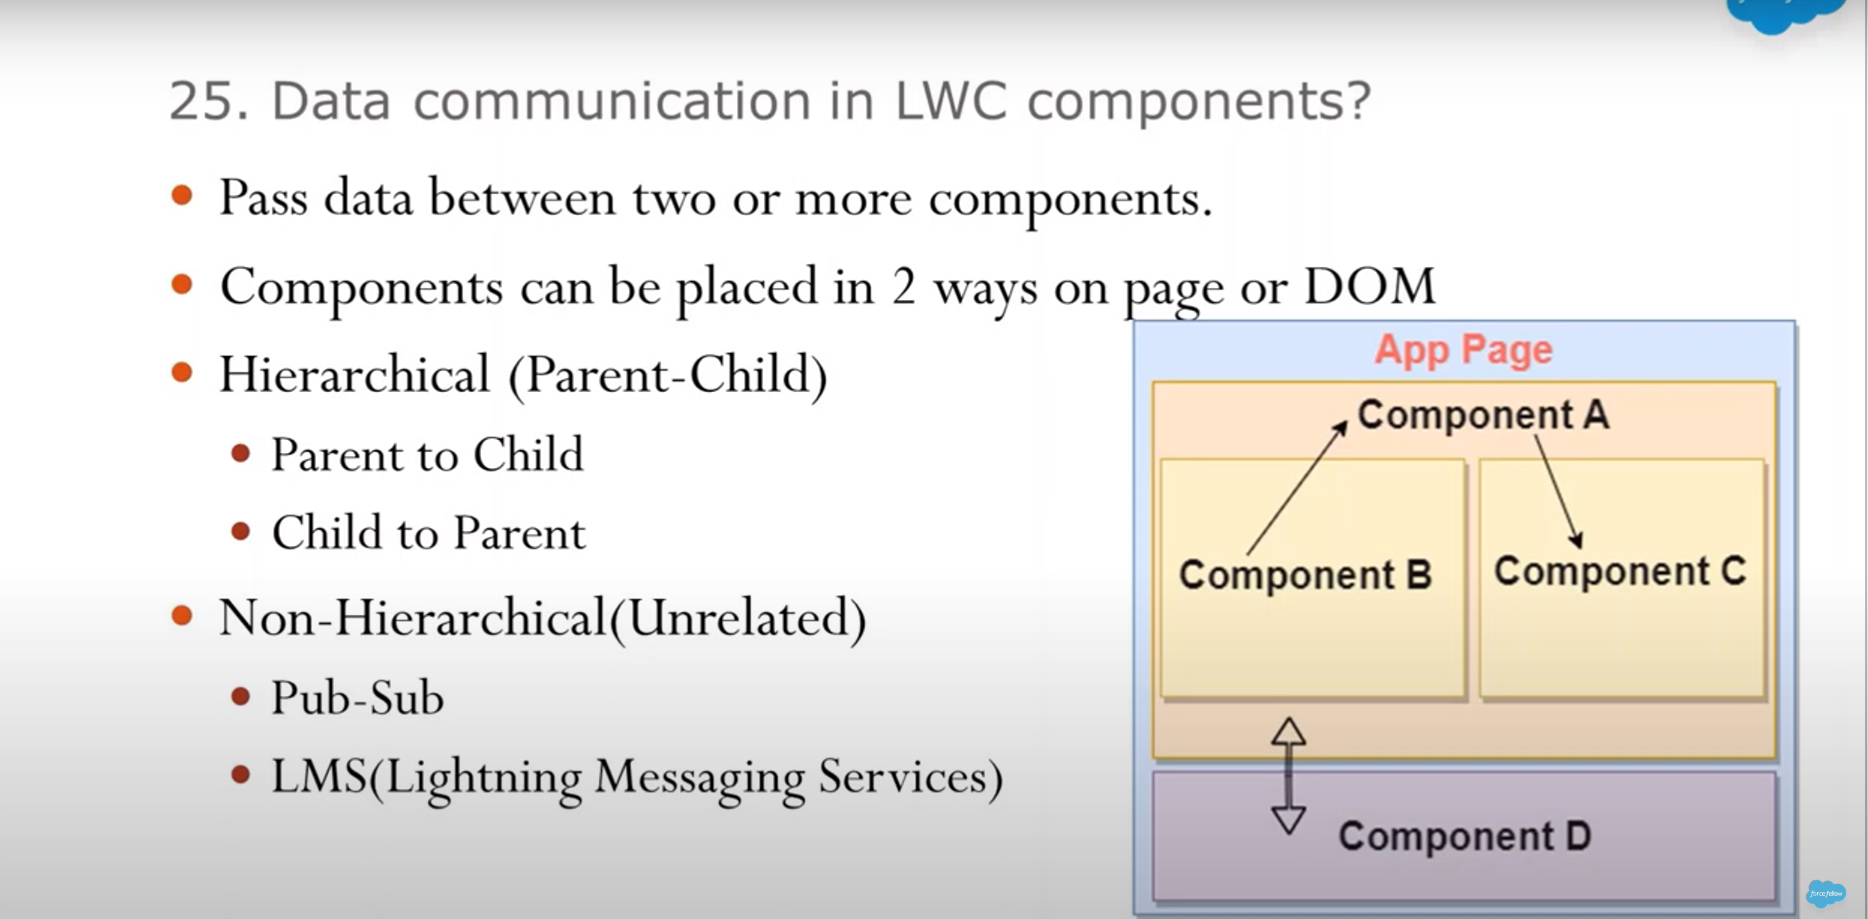 25. Data communication in LWC components?
Pass data between two or more components.
Components can be placed in 2 ways on page or DOM
Hierarchical (Parent-Child)
Parent to Child
Child to Parent
Non-Hierarchical(Unrelated)
Pub-Sub
LMS(Lightning Messaging Services)
App Page
Component A
Component B
Component C
Component D
force fellow